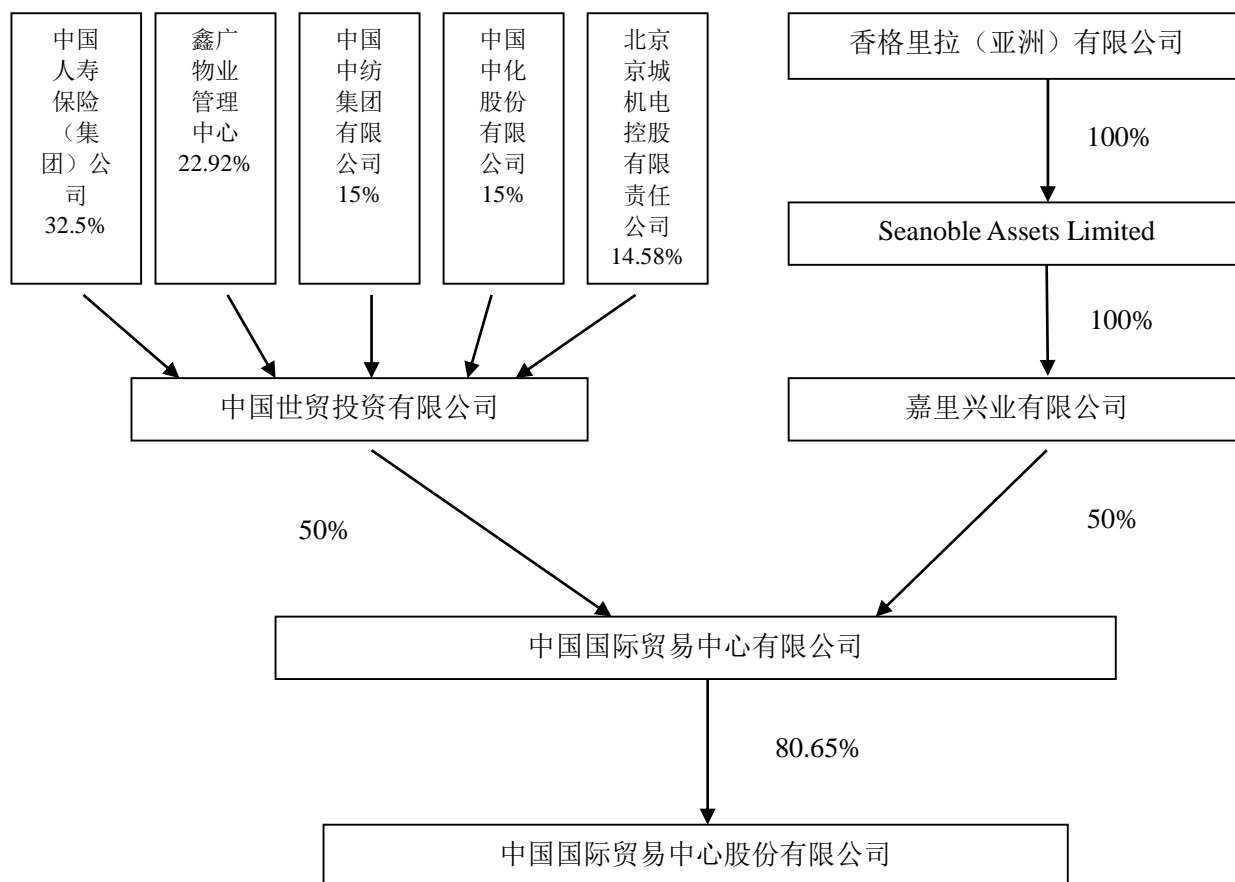 中国
人寿
保险
（集
团）公
司
32.5%
鑫广
物业
管理
中心
22.92%
中国
中纺
集团
有限
公司
15%
中国
中化
股份
有限
公司
15%
北京
京城
机电
控股
有限
责任
公司
14.58%
香格里拉（亚洲）有限公司
100%
Seanoble Assets Limited
100%
中国世贸投资有限公司
嘉里兴业有限公司
50%
50%
中国国际贸易中心有限公司
80.65%
中国国际贸易中心股份有限公司